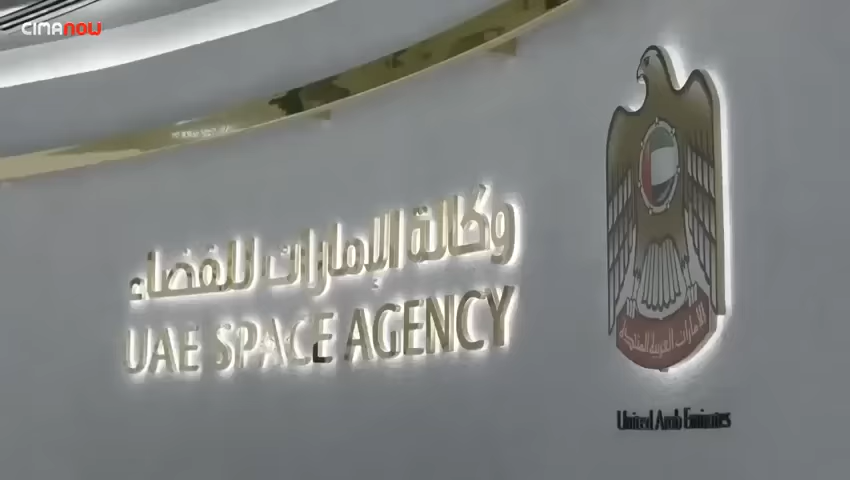 CIMANOW
وكالة الإمارات للفضاء
UAE SPACE AGENCY
الإمارات العربية المتحدة
United Arab Emirates